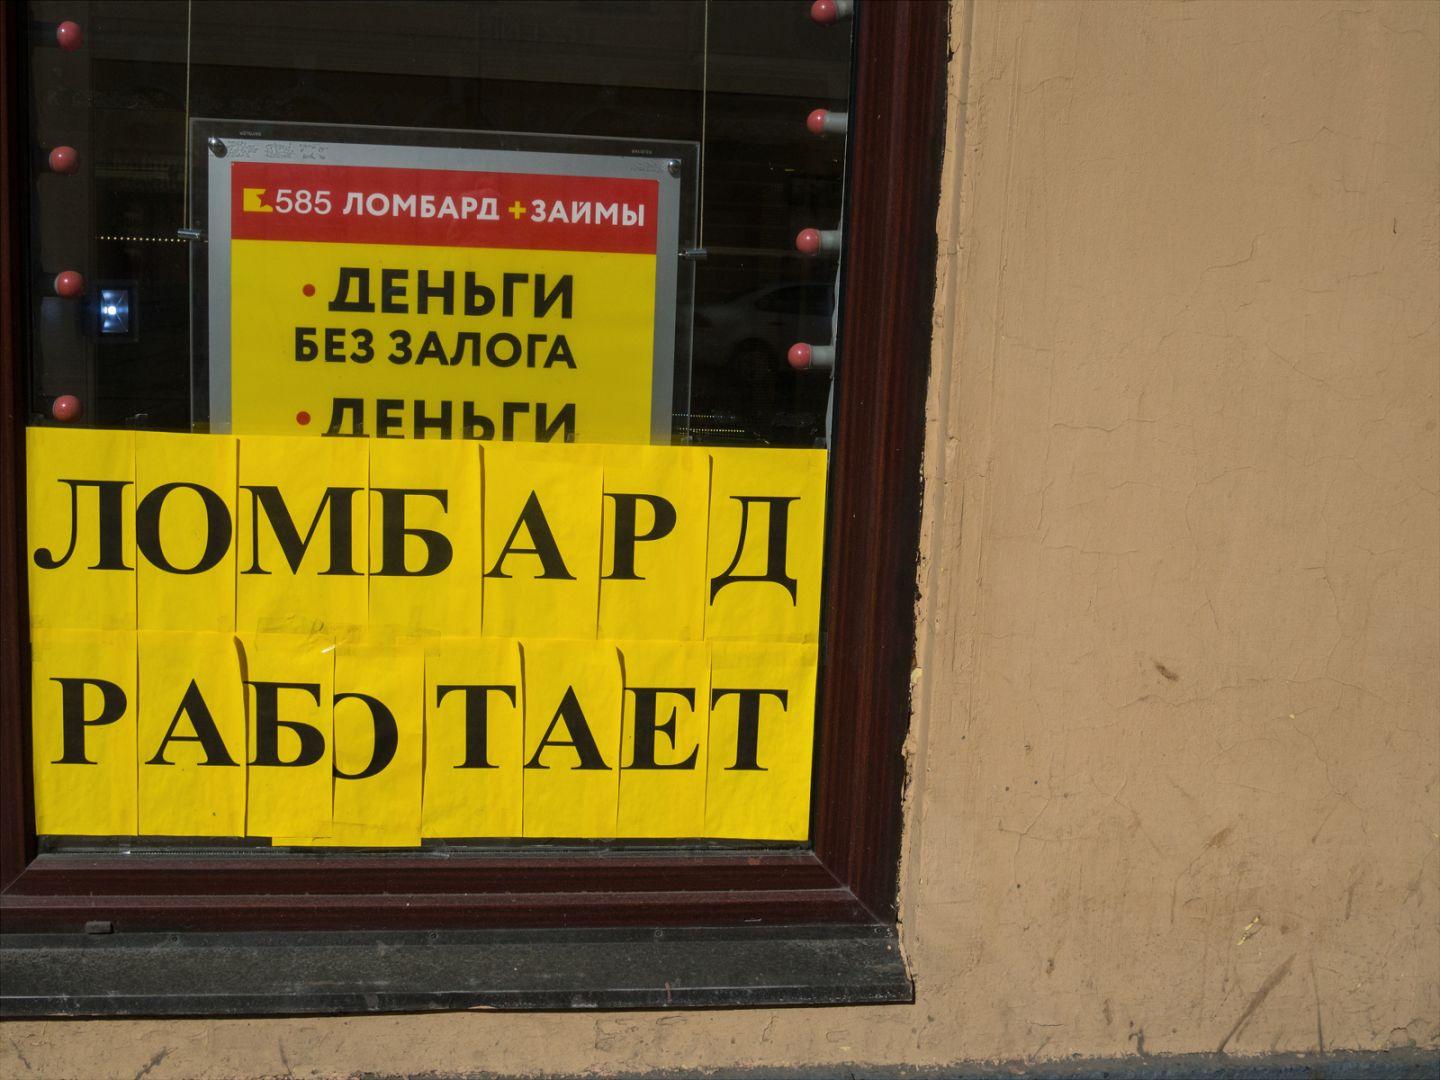 585 ЛОМБАРД + ЗАЙМЫ
• ДЕНЬГИ
БЕЗ ЗАЛОГА
• ДЕНЬГИ
ЛОМБАРД
РАБОТАЕТ